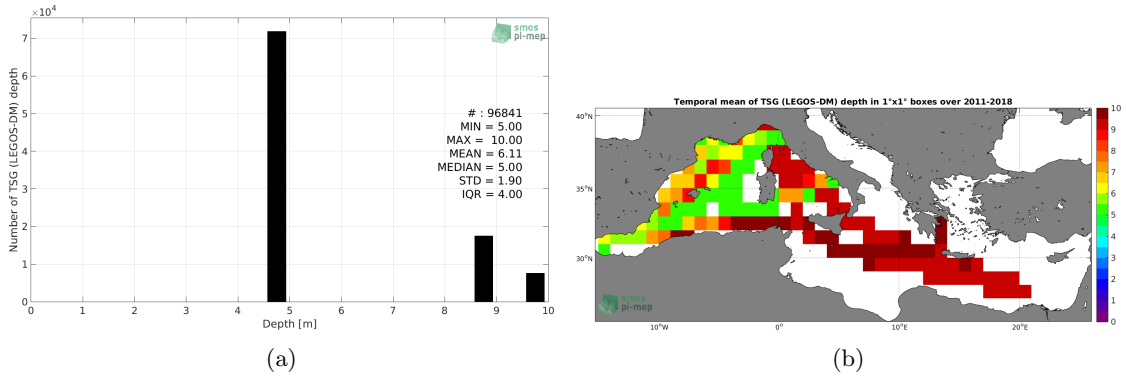 x 10^4
7
6
5
4
3
2
1
0
Number of TSG (LEGOS-DM) depth
0 1 2 3 4 5 6 7 8 9 10
Depth [m]
smos
pi-mep
# : 96841
MIN = 5.00
MAX = 10.00
MEAN = 6.11
MEDIAN = 5.00
STD = 1.90
IQR = 4.00
(a)
Temporal mean of TSG (LEGOS-DM) depth in 1°x1° boxes over 2011-2018
40°N
35°N
30°N
10°W 0° 10°E 20°E
smos
pi-mep
10
9
8
7
6
5
4
3
2
1
0
(b)